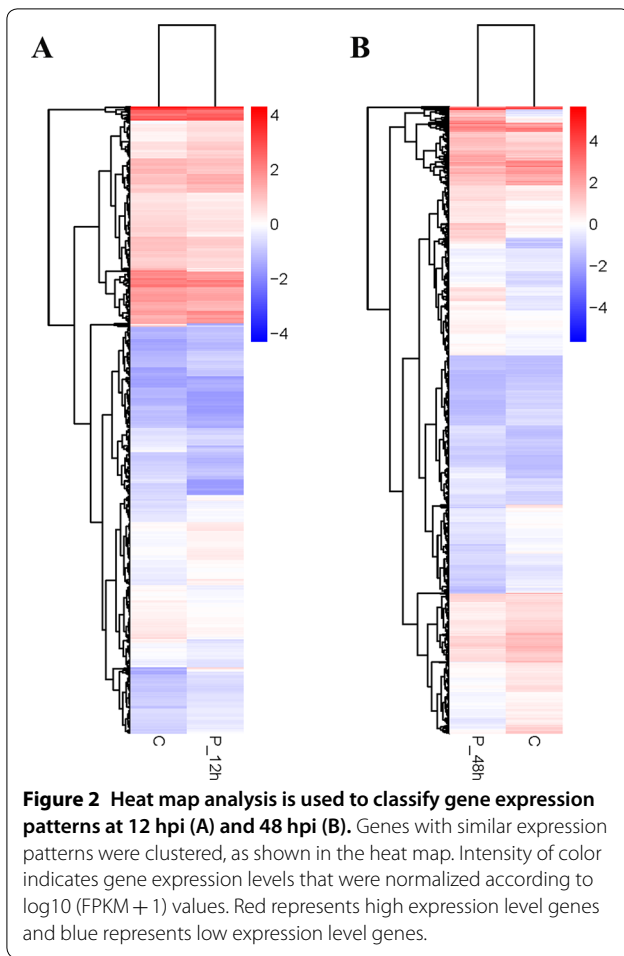 A
B
4
2
0
−2
−4
4
2
0
−2
−4
C
P_12h
P_48h
C
Figure 2 Heat map analysis is used to classify gene expression
patterns at 12 hpi (A) and 48 hpi (B). Genes with similar expression
patterns were clustered, as shown in the heat map. Intensity of color
indicates gene expression levels that were normalized according to
log10 (FPKM + 1) values. Red represents high expression level genes
and blue represents low expression level genes.